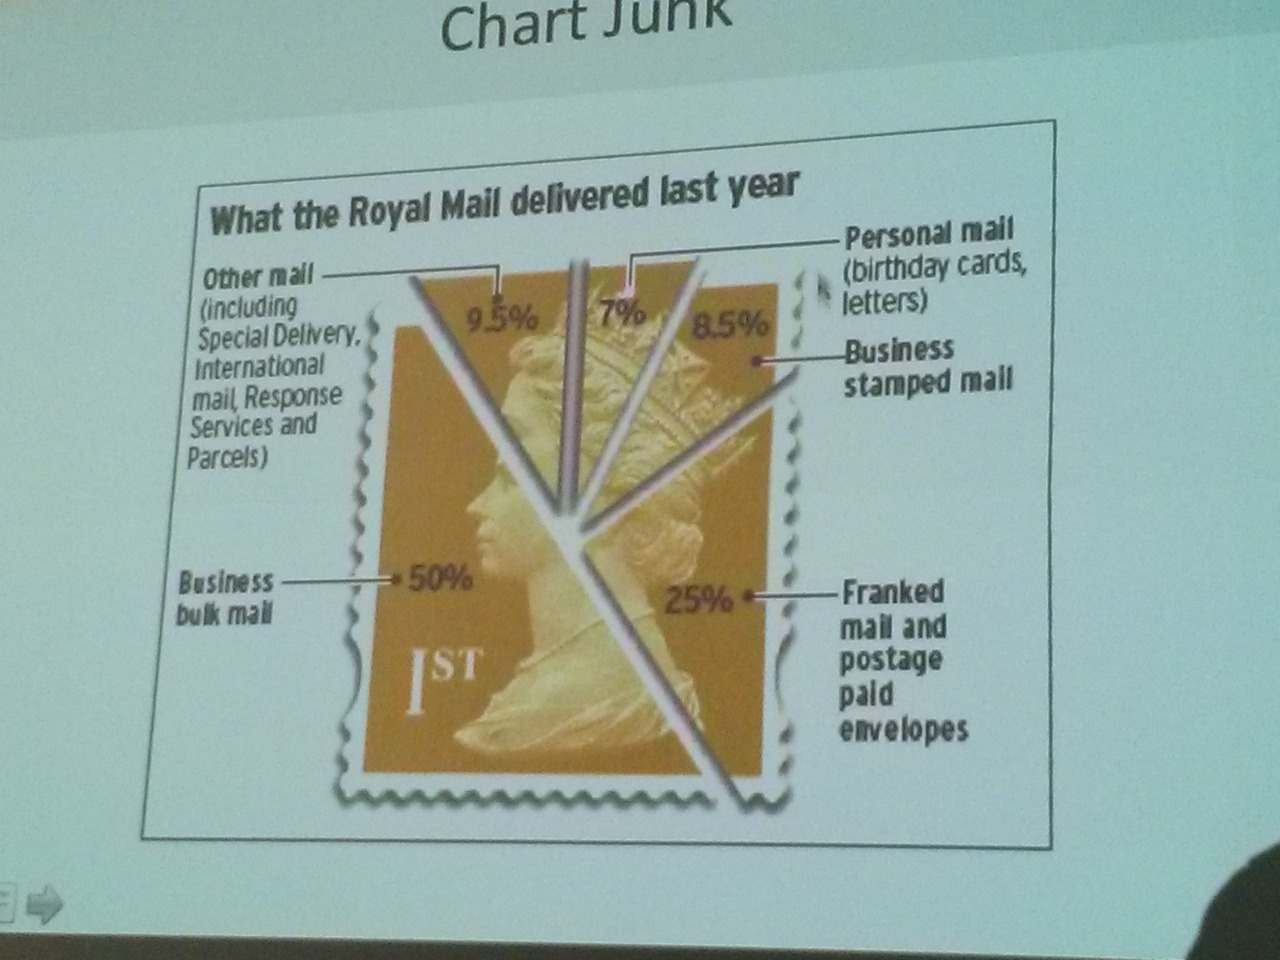 Chart Junk
What the Royal Mail delivered last year
Other mail
(including
Special Delivery,
International
mail, Response
Services and
Parcels)
9.5%
7%
8.5%
Personal mail
(birthday cards,
letters)
Business
stamped mail
Business
bulk mail
50%
25%
Franked
mail and
postage
paid
envelopes
1ST